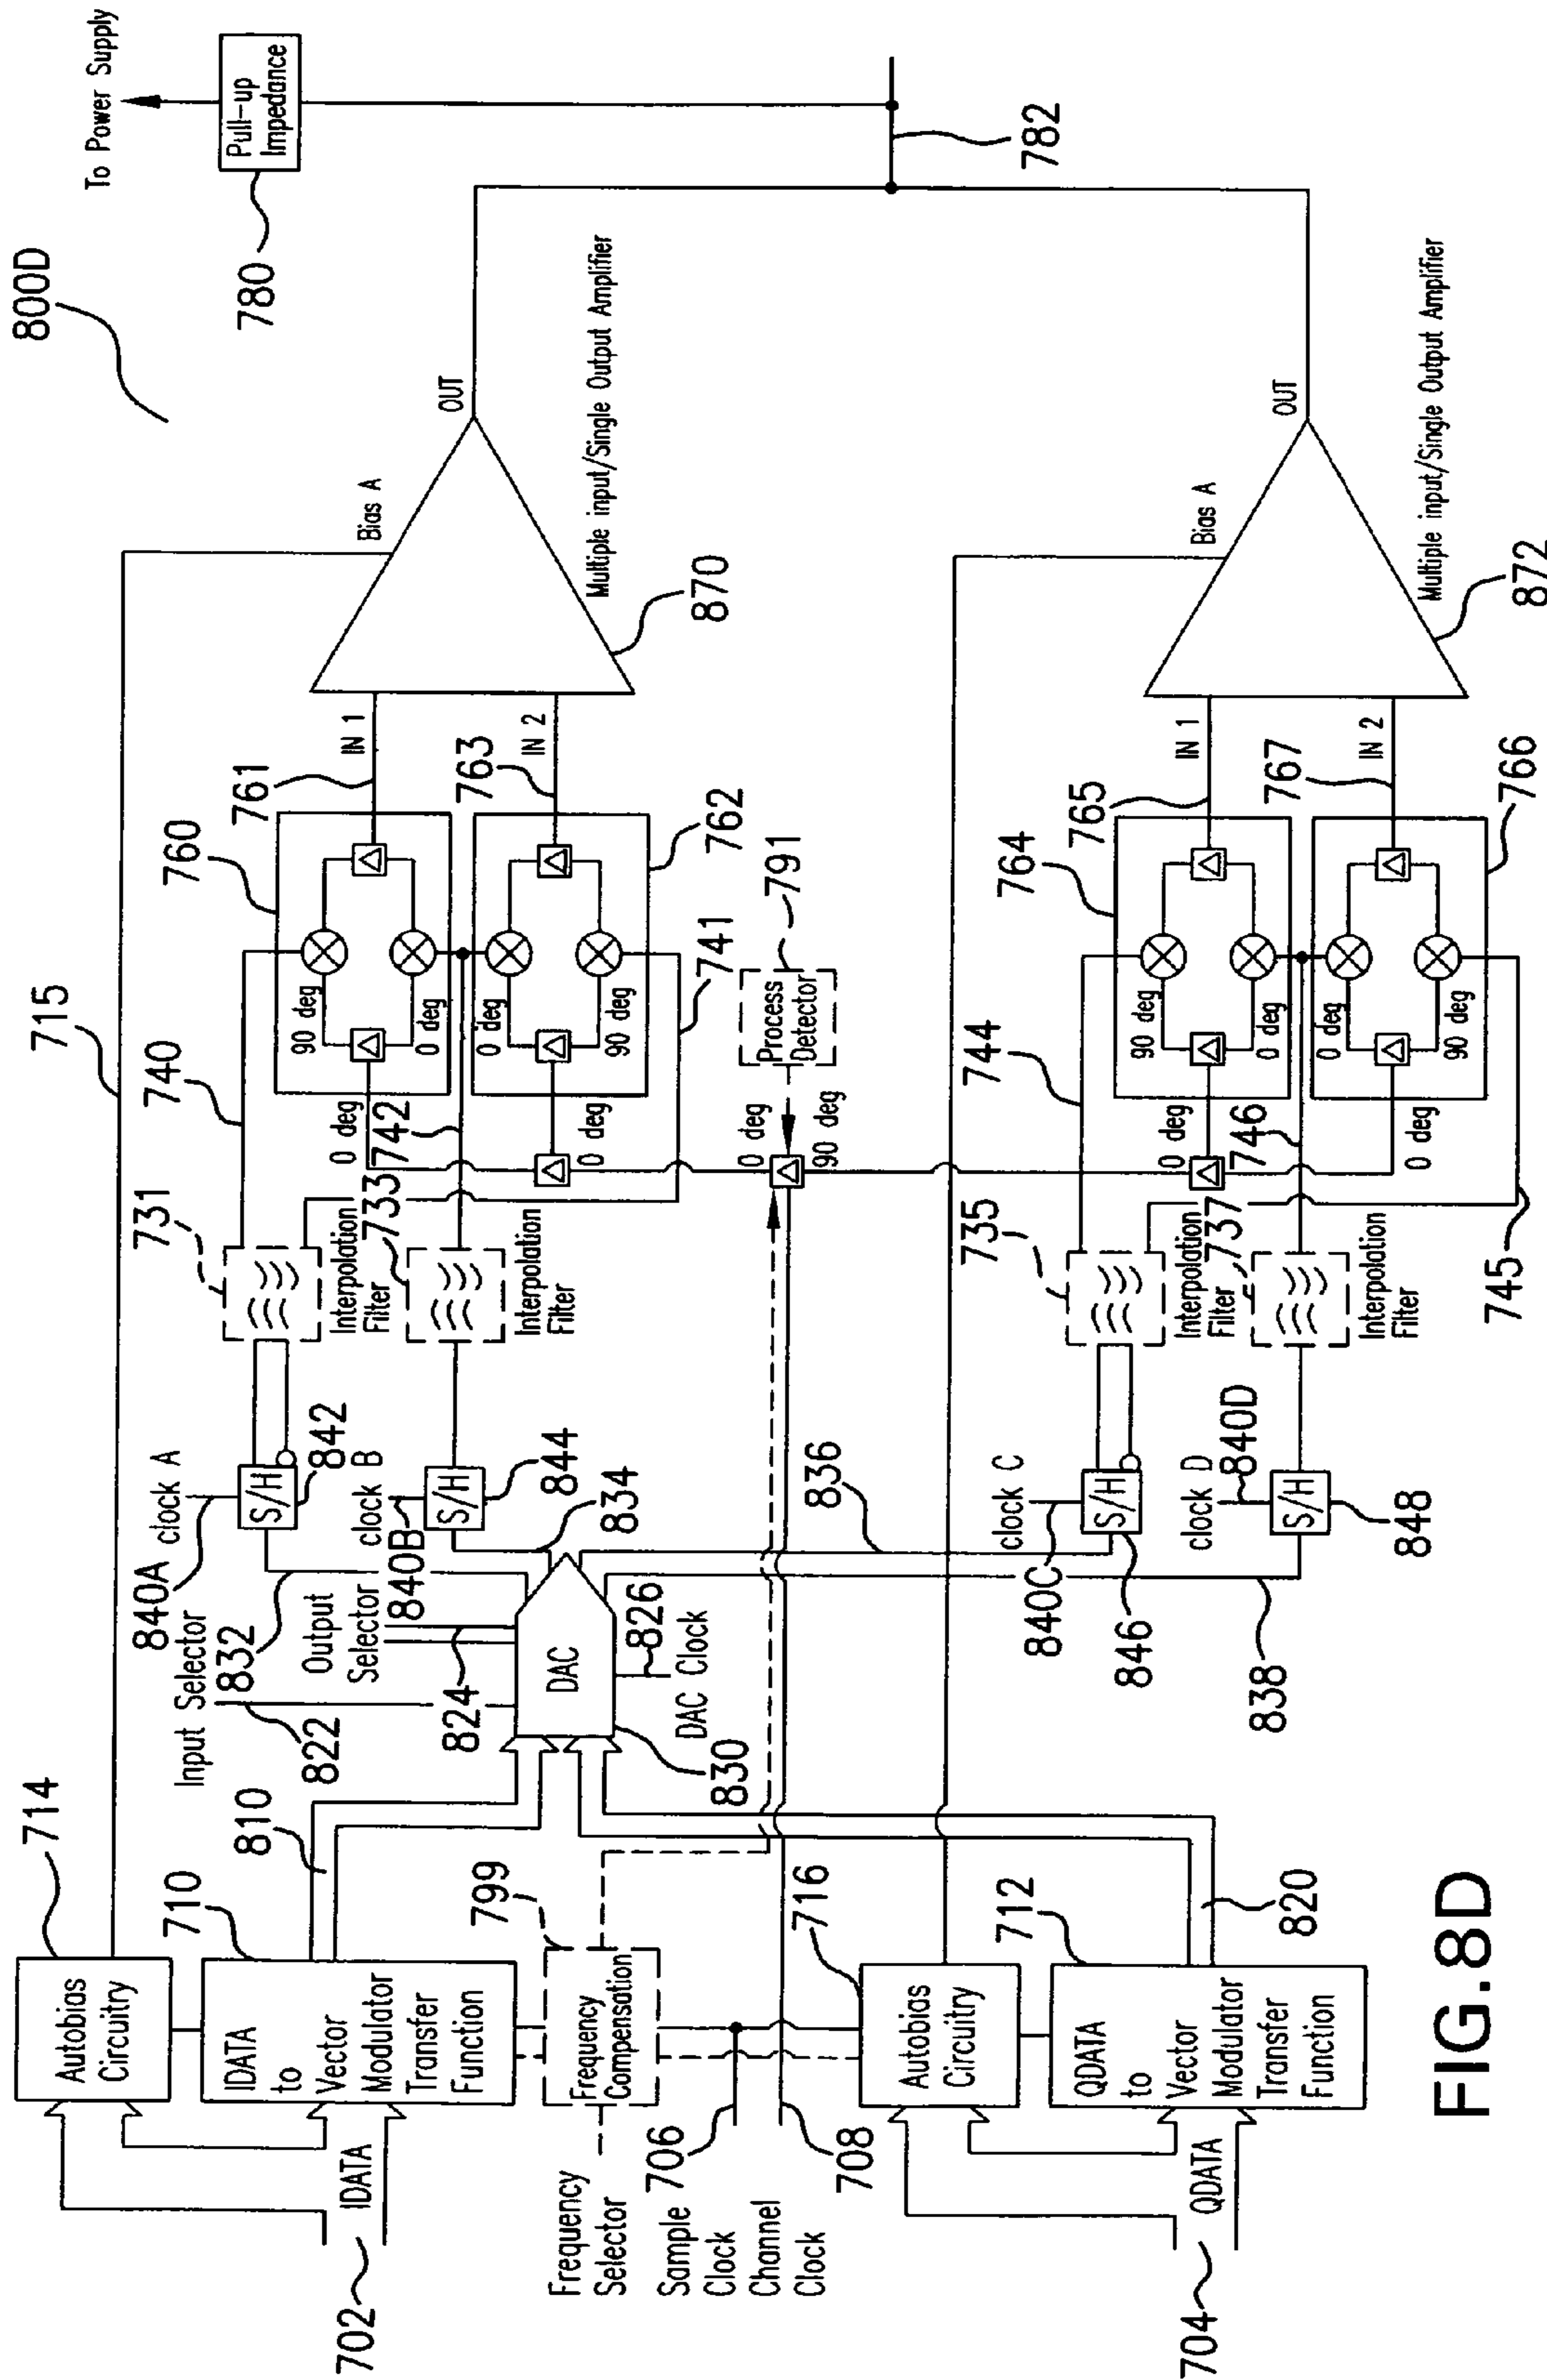 800D
To Power Supply
Pull-up
Impedance
780
782
714
Autobias
Circuitry
715
710
IDATA
to
Vector
Modulator
Transfer
Function
810
702
IDATA
Input Selector
822
Output
Selector
824
840A
clock A
832
S/H
842
840B
clock B
S/H
844
834
DAC
830
826
DAC Clock
731
Interpolation
Filter
733
Interpolation
Filter
740
742
741
0 deg
0 deg
760
90 deg
0 deg
761
IN 1
762
0 deg
90 deg
763
IN 2
Bias A
OUT
Multiple input/Single Output Amplifier
870
Process
Detector
791
0 deg
90 deg
Frequency
Selector
799
Frequency
Compensation
Sample
Clock
706
Channel
Clock
708
716
Autobias
Circuitry
712
QDATA
to
Vector
Modulator
Transfer
Function
820
704
QDATA
836
838
840C
clock C
S/H
846
840D
clock D
S/H
848
735
Interpolation
Filter
737
Interpolation
Filter
744
746
745
0 deg
0 deg
764
90 deg
0 deg
765
IN 1
766
0 deg
90 deg
767
IN 2
Bias A
OUT
Multiple input/Single Output Amplifier
872
FIG.8D